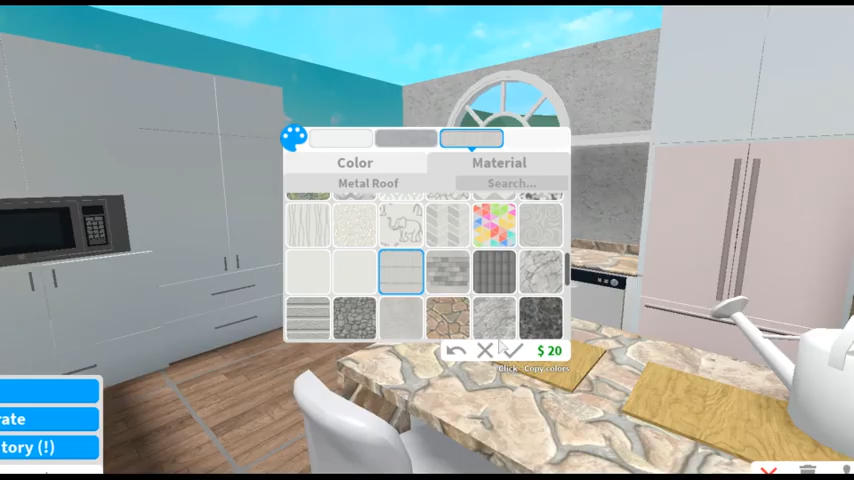 Color
Material
Metal Roof
Search...
$ 20
Click - Copy colors
rate
tory (!)